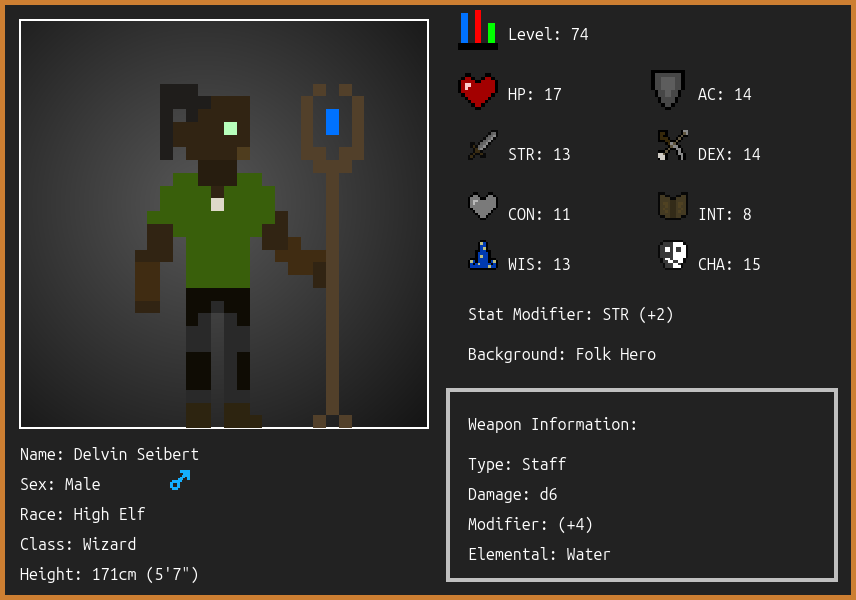 Level: 74
HP: 17
AC: 14
STR: 13
DEX: 14
CON: 11
INT: 8
WIS: 13
CHA: 15
Stat Modifier: STR (+2)
Background: Folk Hero
Weapon Information:
Type: Staff
Damage: d6
Modifier: (+4)
Elemental: Water
Name: Delvin Seibert
Sex: Male
Race: High Elf
Class: Wizard
Height: 171cm (5'7")